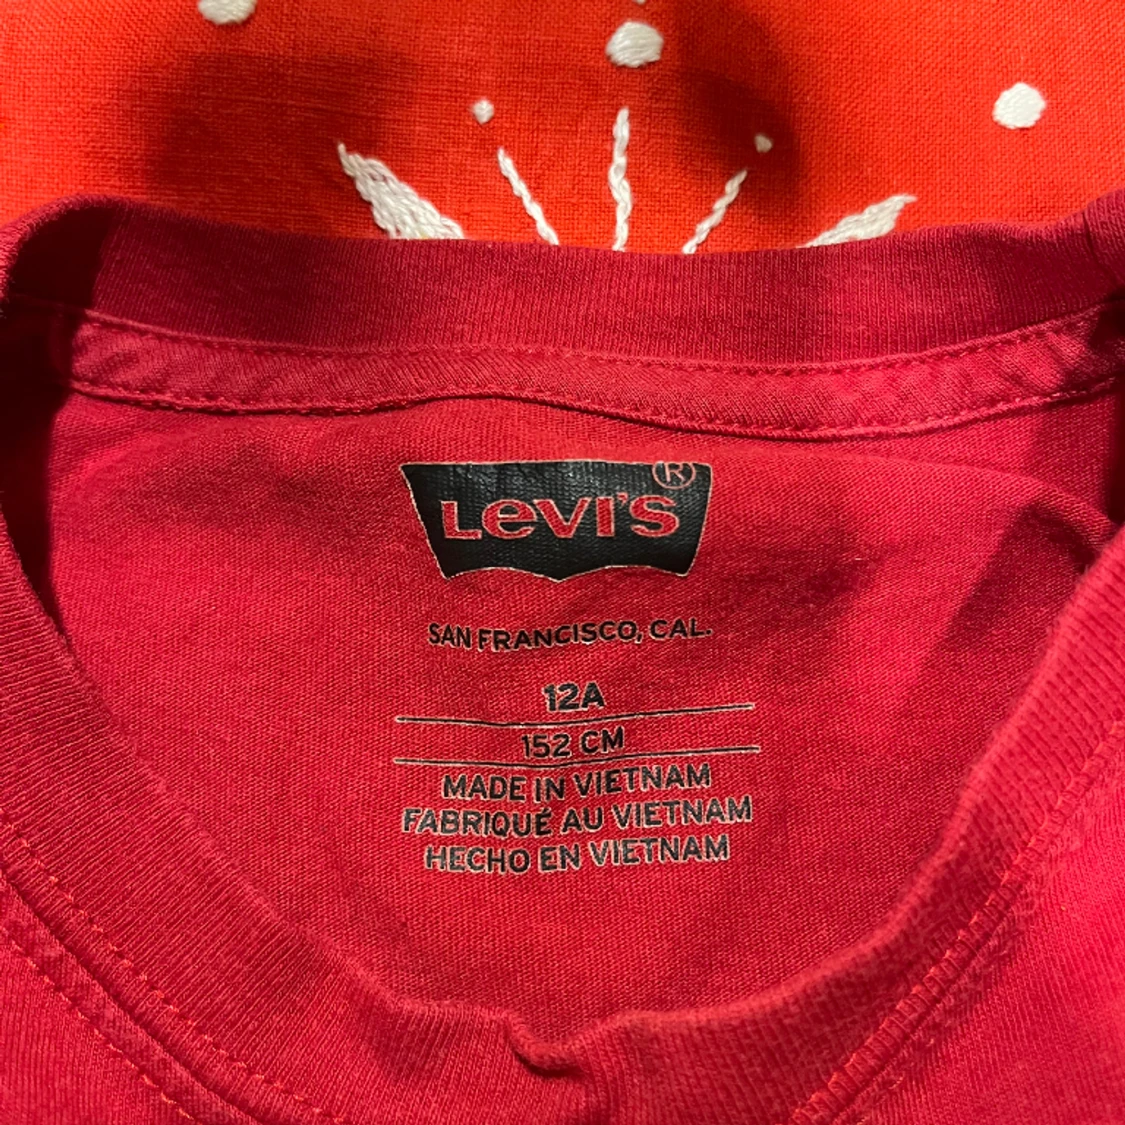 Levi's®
SAN FRANCISCO, CAL.
12A
152 CM
MADE IN VIETNAM
FABRIQUÉ AU VIETNAM
HECHO EN VIETNAM